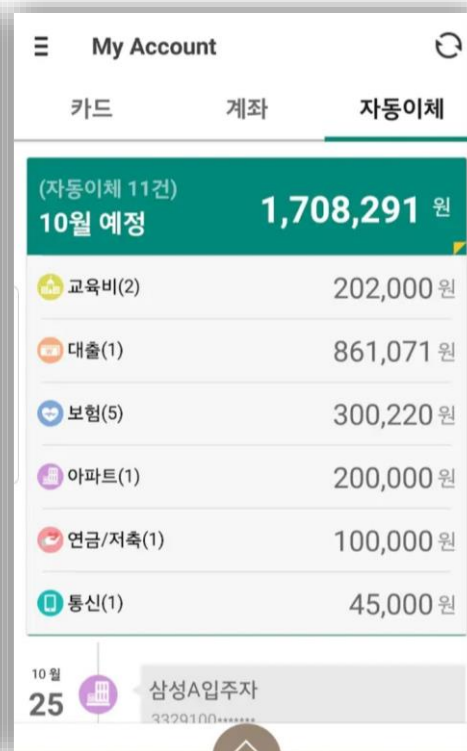 My Account
카드 계좌 자동이체
(자동이체 11건)
10월 예정 1,708,291 원
교육비(2) 202,000 원
대출(1) 861,071 원
보험(5) 300,220 원
아파트(1) 200,000 원
연금/저축(1) 100,000 원
통신(1) 45,000 원
10월
25
삼성A입주자
3329100•••••••